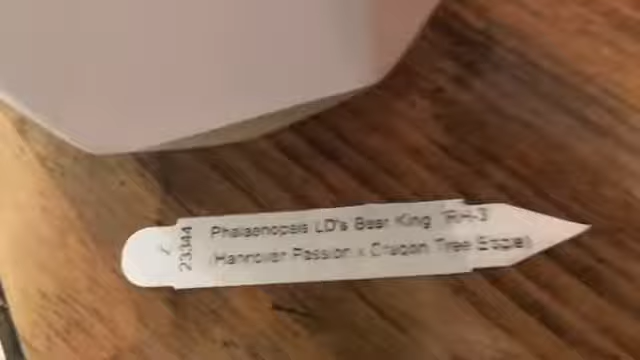 Phalaenopsis LD's Bear King 'RH-3'
(Hannover Passion x Dragon Tree Eagle)
23344